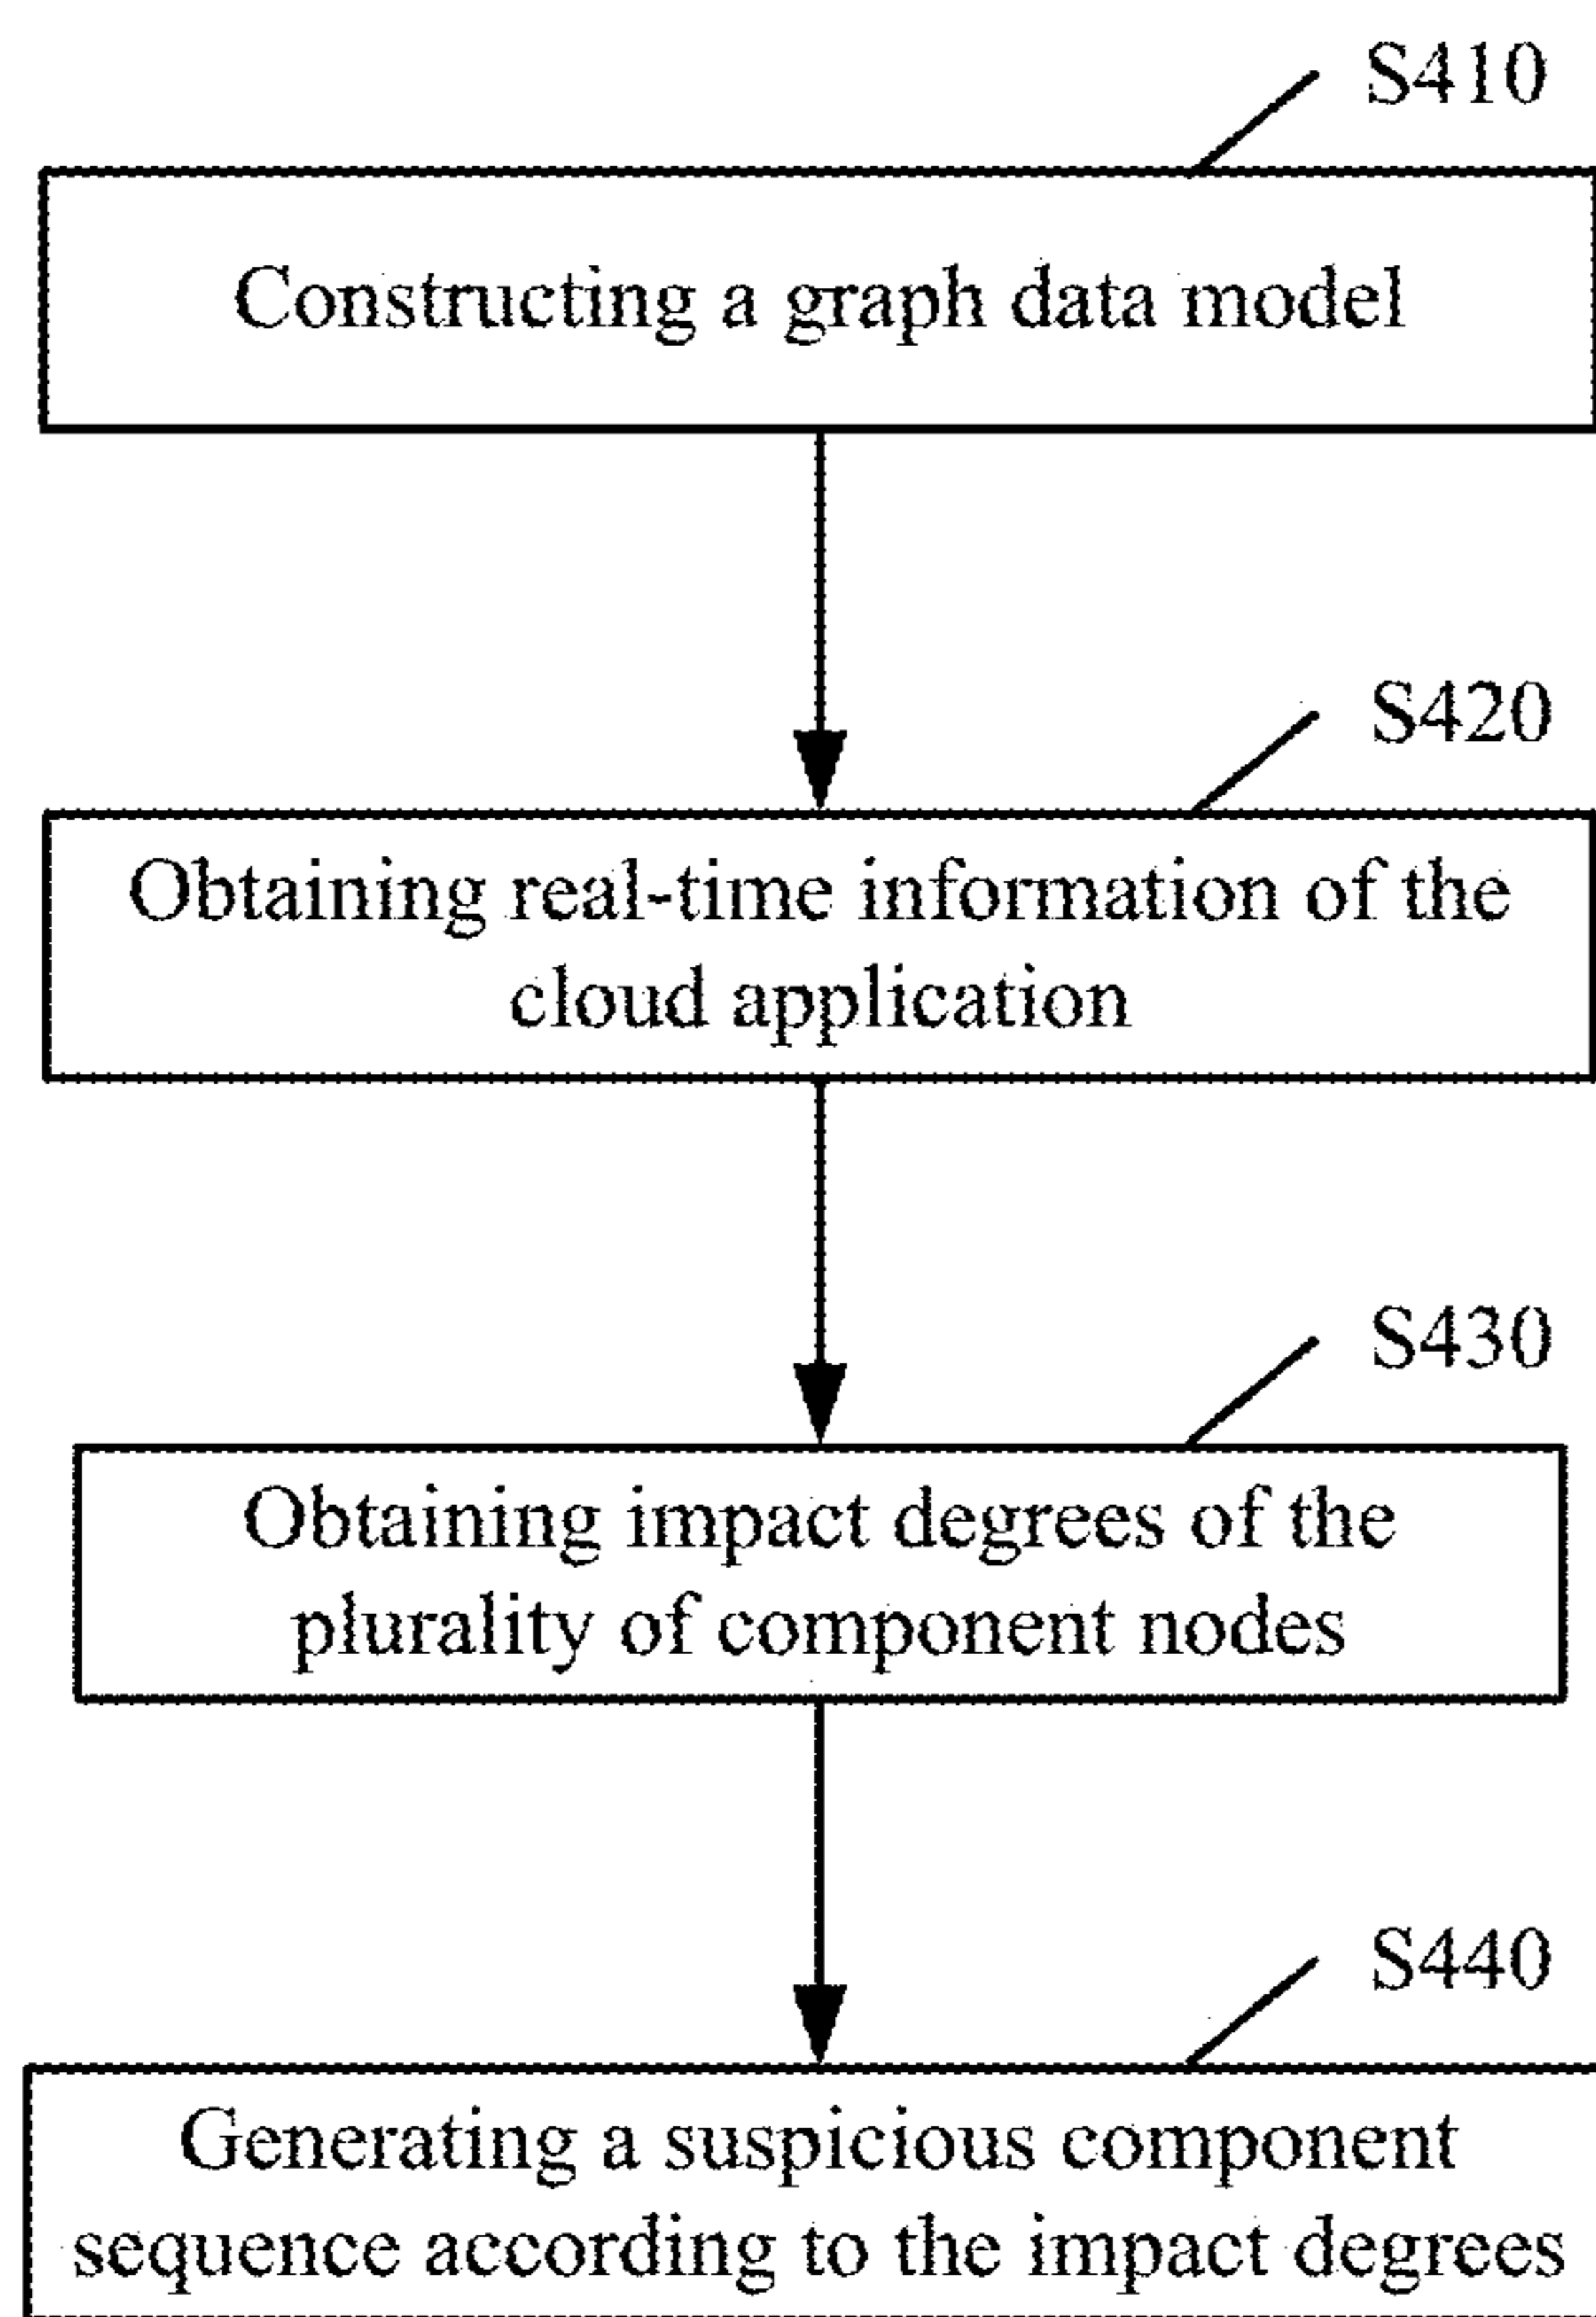 S410
Constructing a graph data model
S420
Obtaining real-time information of the
cloud application
S430
Obtaining impact degrees of the
plurality of component nodes
S440
Generating a suspicious component
sequence according to the impact degrees